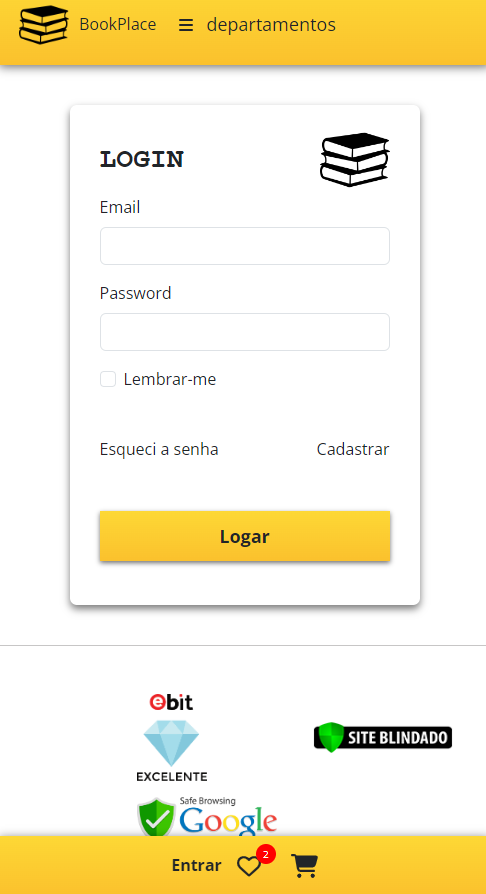 BookPlace
departamentos
LOGIN
Email
Password
Lembrar-me
Esqueci a senha
Cadastrar
Logar
ebit
EXCELENTE
SITE BLINDADO
Safe Browsing
Google
Entrar
2